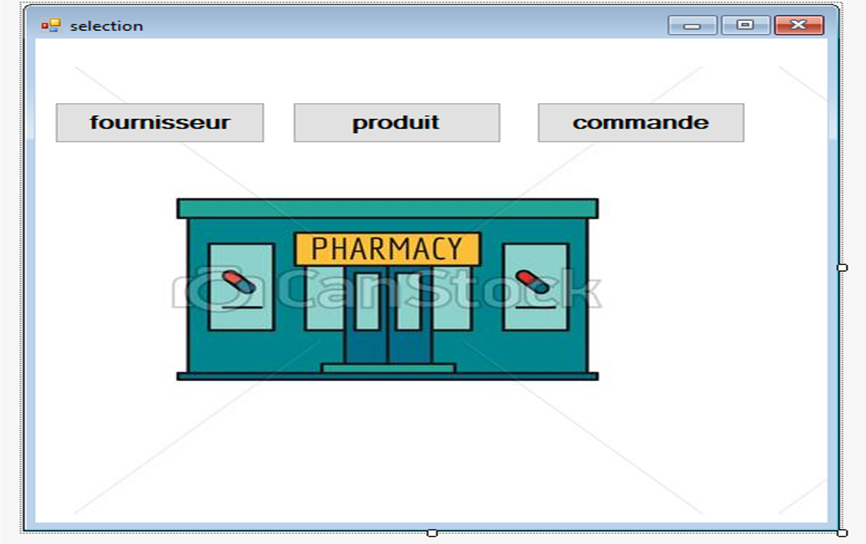 selection
fournisseur
produit
commande
PHARMACY
CanStock